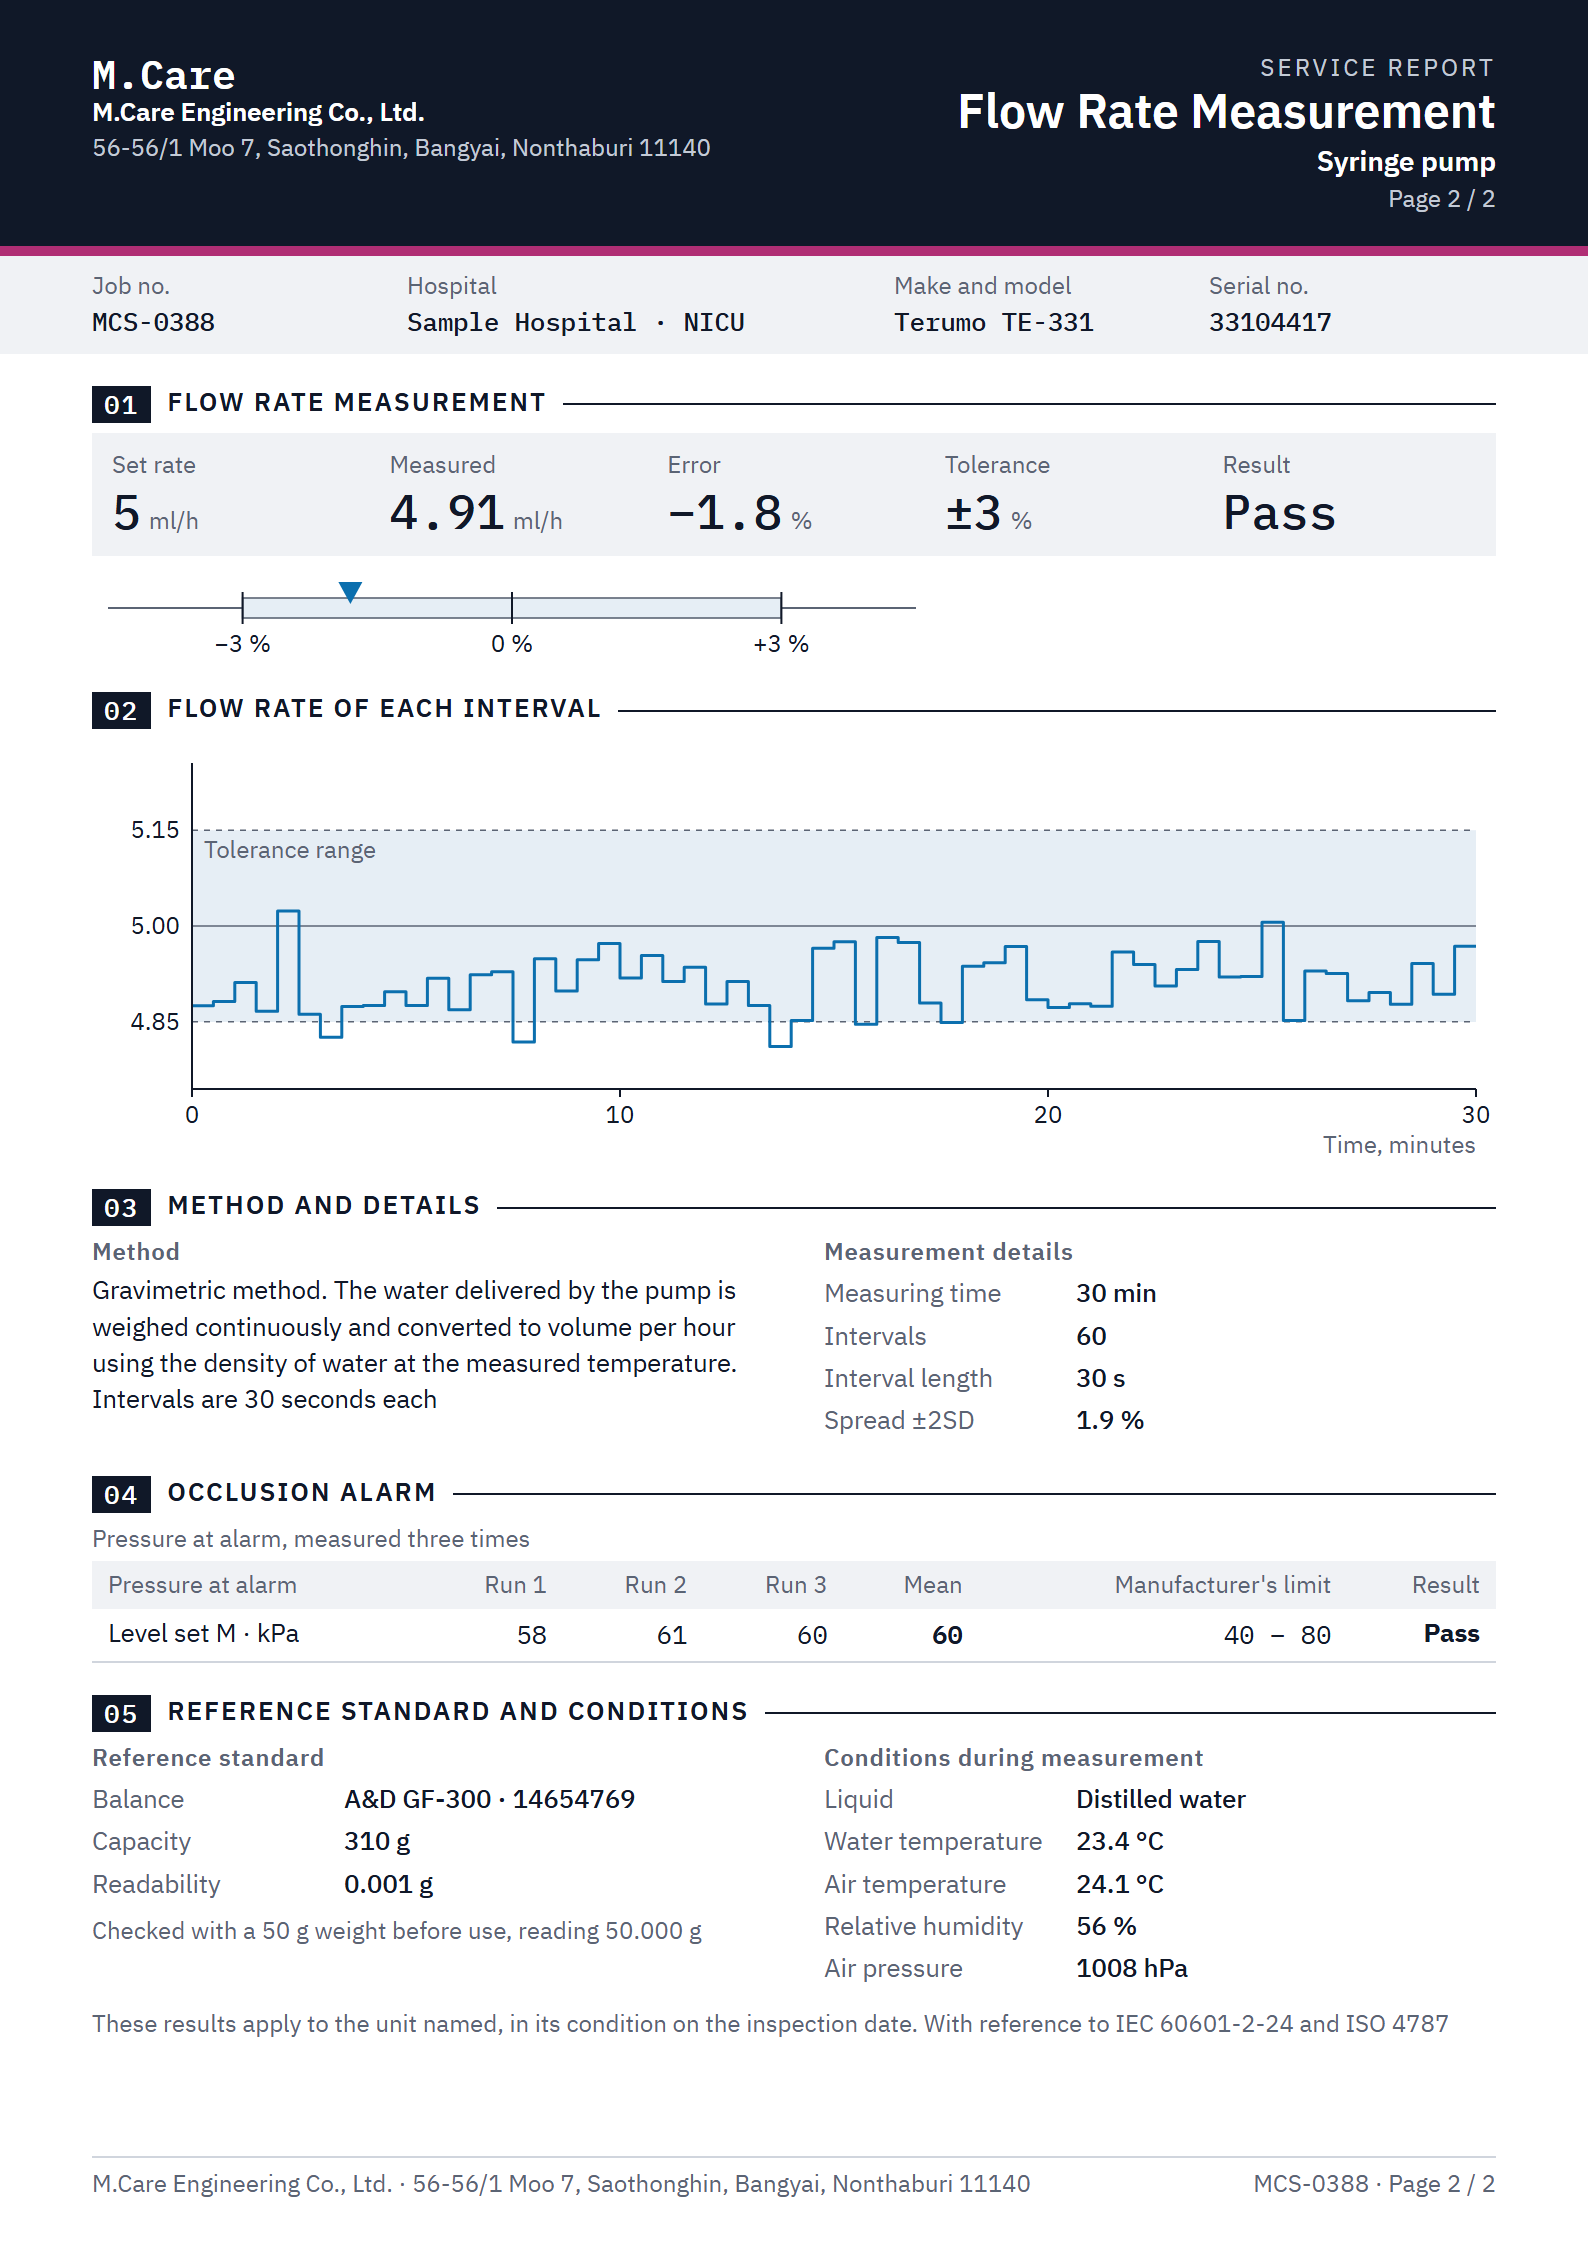 M.Care
M.Care Engineering Co., Ltd.
56-56/1 Moo 7, Saothonghin, Bangyai, Nonthaburi 11140
SERVICE REPORT
Flow Rate Measurement
Syringe pump
Page 2 / 2
Job no. Hospital Make and model Serial no.
MCS-0388 Sample Hospital · NICU Terumo TE-331 33104417
01 FLOW RATE MEASUREMENT
Set rate Measured Error Tolerance Result
5 ml/h 4.91 ml/h −1.8 % ±3 % Pass
−3 % 0 % +3 %
02 FLOW RATE OF EACH INTERVAL
5.15
Tolerance range
5.00
4.85
0 10 20 30
Time, minutes
03 METHOD AND DETAILS
Method
Gravimetric method. The water delivered by the pump is
weighed continuously and converted to volume per hour
using the density of water at the measured temperature.
Intervals are 30 seconds each
Measurement details
Measuring time 30 min
Intervals 60
Interval length 30 s
Spread ±2SD 1.9 %
04 OCCLUSION ALARM
Pressure at alarm, measured three times
Pressure at alarm Run 1 Run 2 Run 3 Mean Manufacturer's limit Result
Level set M · kPa 58 61 60 60 40 – 80 Pass
05 REFERENCE STANDARD AND CONDITIONS
Reference standard
Balance A&D GF-300 · 14654769
Capacity 310 g
Readability 0.001 g
Checked with a 50 g weight before use, reading 50.000 g
Conditions during measurement
Liquid Distilled water
Water temperature 23.4 °C
Air temperature 24.1 °C
Relative humidity 56 %
Air pressure 1008 hPa
These results apply to the unit named, in its condition on the inspection date. With reference to IEC 60601-2-24 and ISO 4787
M.Care Engineering Co., Ltd. · 56-56/1 Moo 7, Saothonghin, Bangyai, Nonthaburi 11140 MCS-0388 · Page 2 / 2